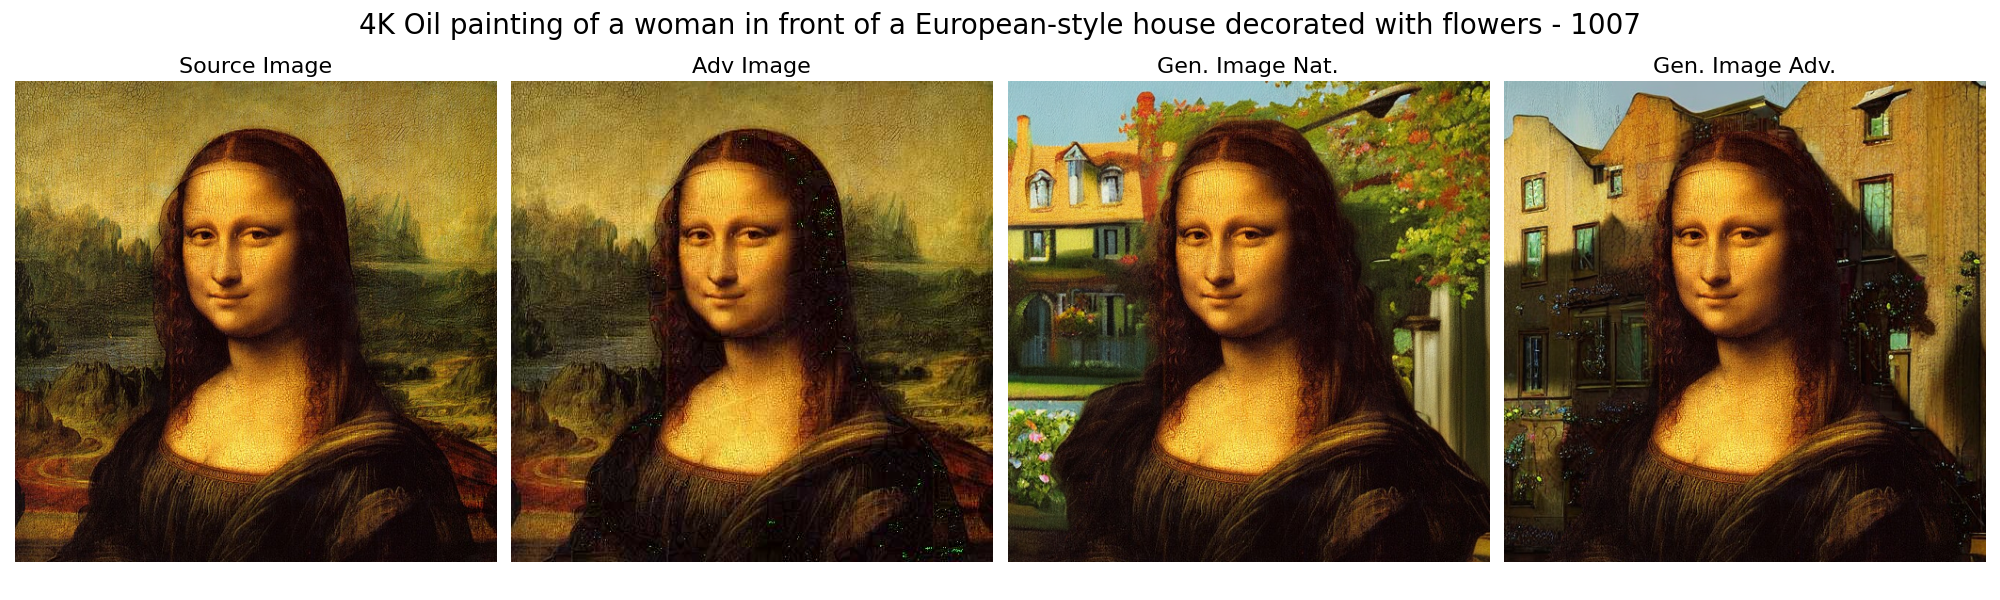 4K Oil painting of a woman in front of a European-style house decorated with flowers - 1007
Source Image
Adv Image
Gen. Image Nat.
Gen. Image Adv.